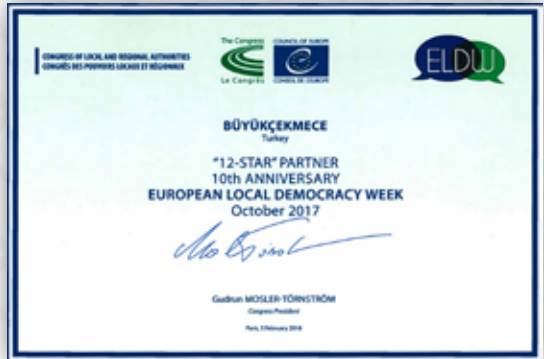 CONGRESS OF LOCAL AND REGIONAL AUTHORITIES
CONGRÈS DES POUVOIRS LOCAUX ET RÉGIONAUX
The Congress
Le Congrès
COUNCIL OF EUROPE
CONSEIL DE L'EUROPE
ELDW
BÜYÜKÇEKMECE
Turkey
"12-STAR" PARTNER
10th ANNIVERSARY
EUROPEAN LOCAL DEMOCRACY WEEK
October 2017
Gudrun MOSLER-TÖRNSTRÖM
Congress President
Paris, 5 February 2018